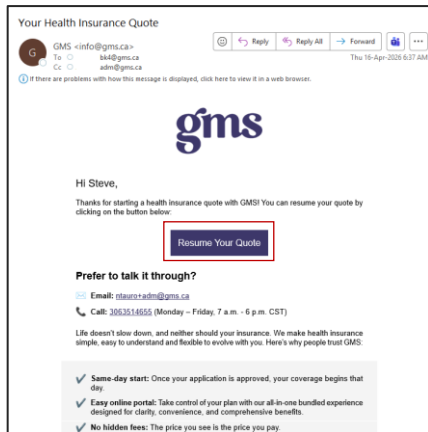 Your Health Insurance Quote
G
GMS <info@gms.ca>
To bk4@gms.ca
Cc adm@gms.ca
Reply
Reply All
Forward
Thu 16-Apr-2026 6:37 AM
If there are problems with how this message is displayed, click here to view it in a web browser.
gms
Hi Steve,
Thanks for starting a health insurance quote with GMS! You can resume your quote by
clicking on the button below:
Resume Your Quote
Prefer to talk it through?
Email: ntauro+adm@gms.ca
Call: 3063514655 (Monday – Friday, 7 a.m. - 6 p.m. CST)
Life doesn't slow down, and neither should your insurance. We make health insurance
simple, easy to understand and flexible to evolve with you. Here's why people trust GMS:
Same-day start: Once your application is approved, your coverage begins that
day.
Easy online portal: Take control of your plan with our all-in-one bundled experience
designed for clarity, convenience, and comprehensive benefits.
No hidden fees: The price you see is the price you pay.